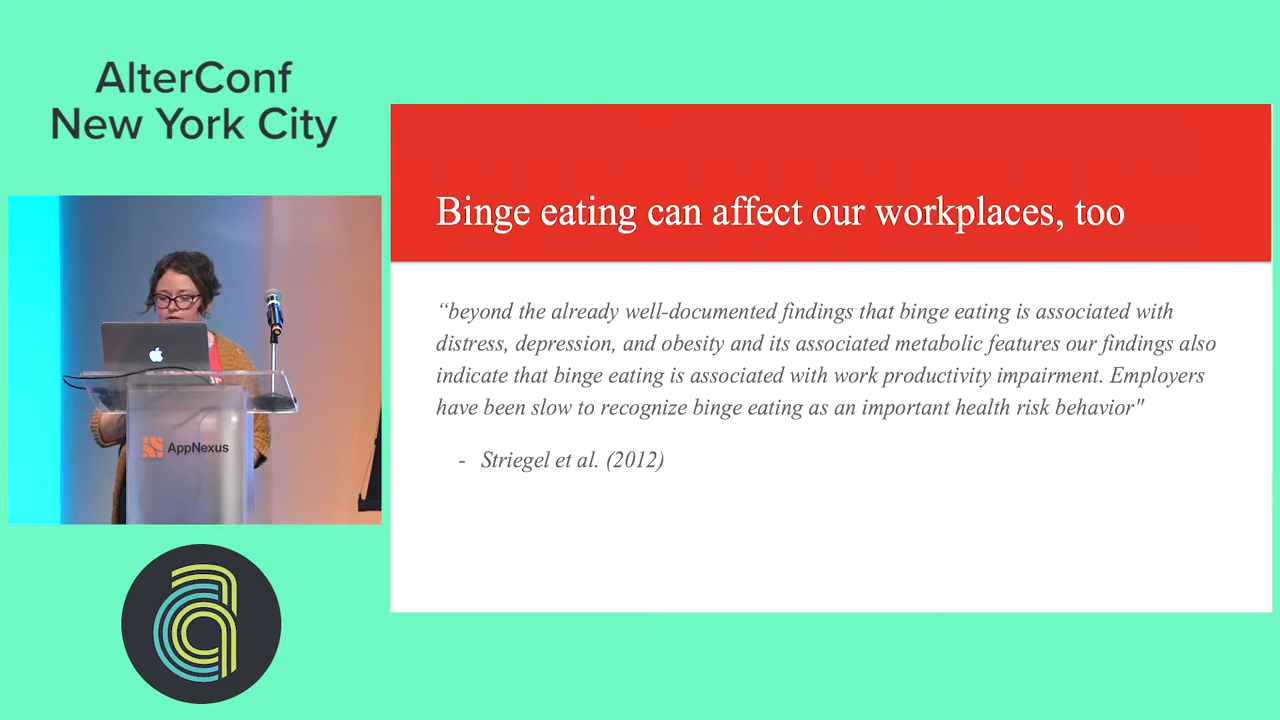 AlterConf
New York City
Binge eating can affect our workplaces, too
“beyond the already well-documented findings that binge eating is associated with
distress, depression, and obesity and its associated metabolic features our findings also
indicate that binge eating is associated with work productivity impairment. Employers
have been slow to recognize binge eating as an important health risk behavior"
- Striegel et al. (2012)
AppNexus